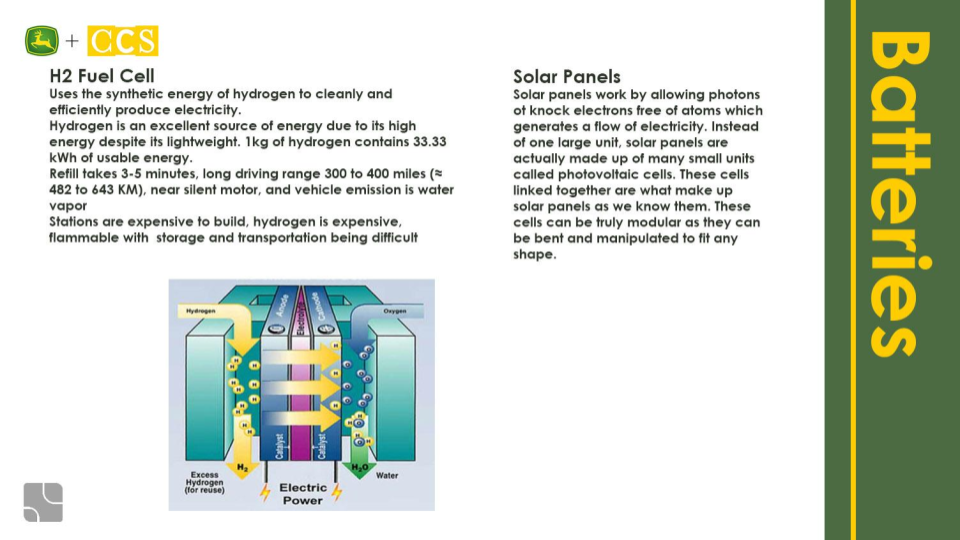 + CCS
H2 Fuel Cell
Uses the synthetic energy of hydrogen to cleanly and
efficiently produce electricity.
Hydrogen is an excellent source of energy due to its high
energy despite its lightweight. 1kg of hydrogen contains 33.33
kWh of usable energy.
Refill takes 3-5 minutes, long driving range 300 to 400 miles (≈
482 to 643 KM), near silent motor, and vehicle emission is water
vapor
Stations are expensive to build, hydrogen is expensive,
flammable with storage and transportation being difficult
Solar Panels
Solar panels work by allowing photons
ot knock electrons free of atoms which
generates a flow of electricity. Instead
of one large unit, solar panels are
actually made up of many small units
called photovoltaic cells. These cells
linked together are what make up
solar panels as we know them. These
cells can be truly modular as they can
be bent and manipulated to fit any
shape.
Batteries
Hydrogen
Anode
Electrolyte
Cathode
Oxygen
H H H H H H H H H H H H H H H H
O O O O O O O O O
Catalyst
Catalyst
H₂
H₂O
Excess
Hydrogen
(for reuse)
Water
Electric
Power